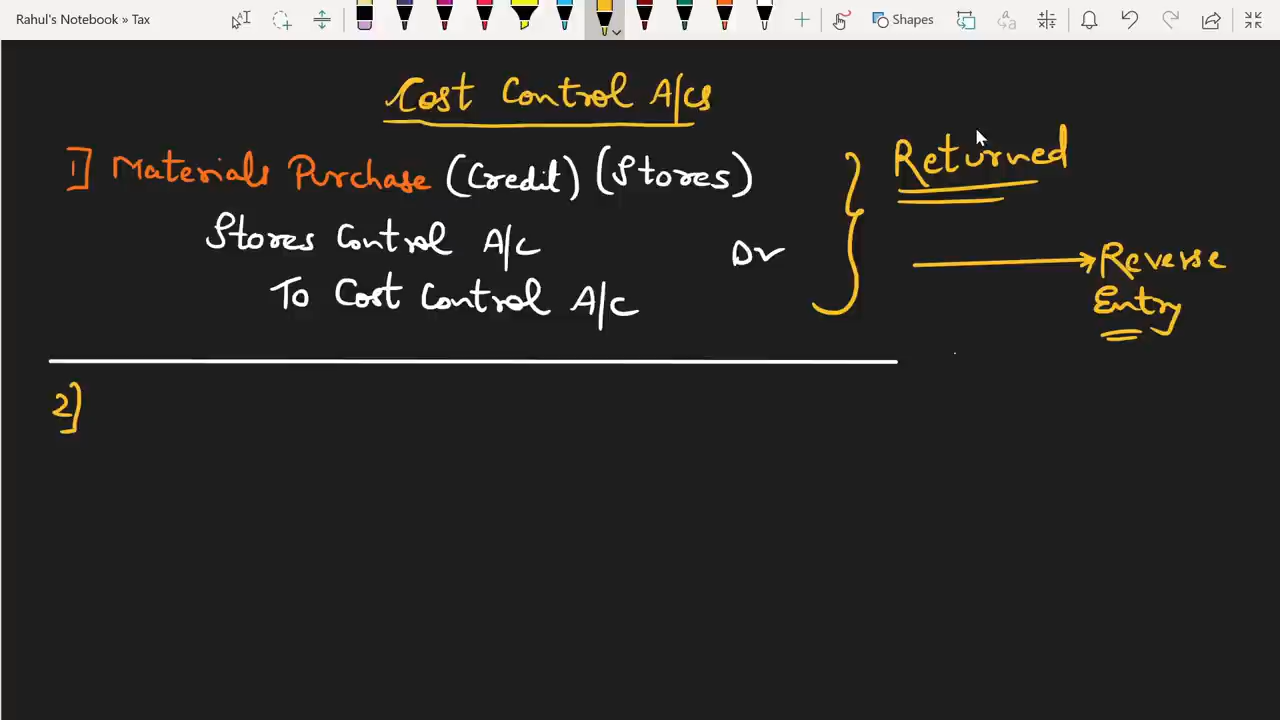 Rahul's Notebook » Tax
Shapes
Cost Control A/cs
1] Materials Purchase (Credit) (Stores)
Stores Control A/c Dr
To Cost Control A/c
Returned
Reverse
Entry
2]